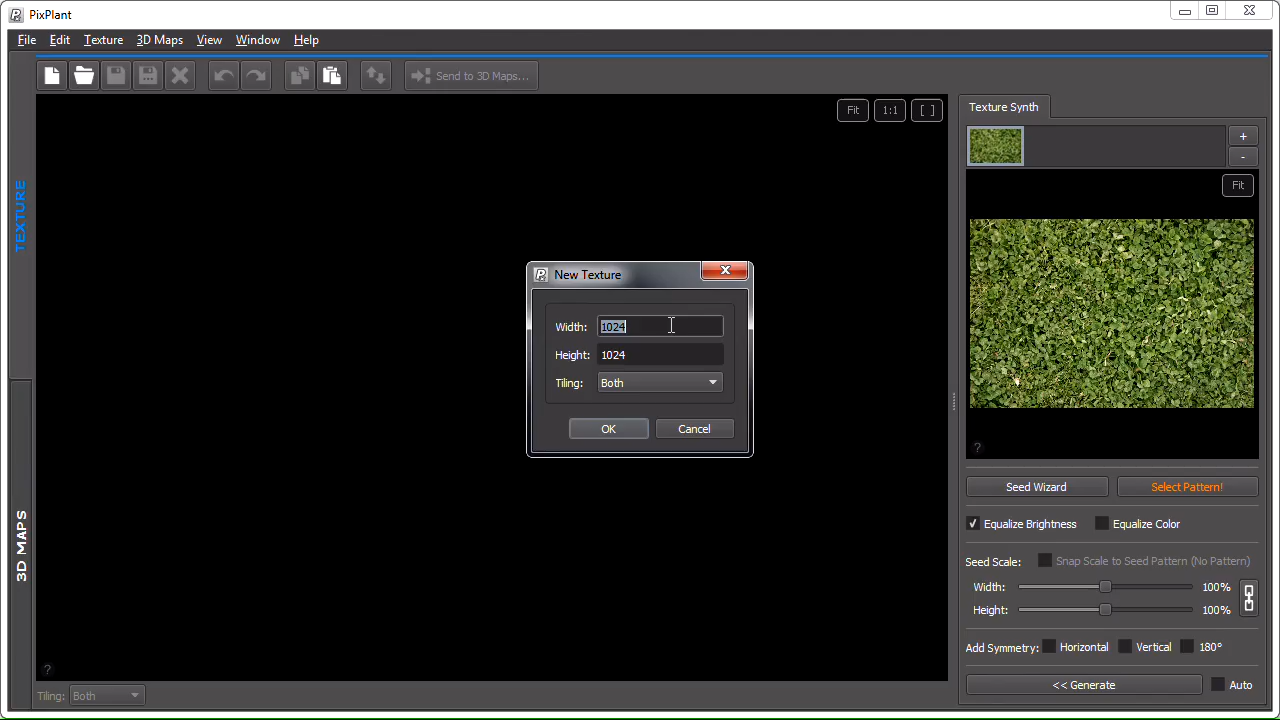 PixPlant
File Edit Texture 3D Maps View Window Help
Send to 3D Maps...
TEXTURE
3D MAPS
Fit 1:1 [ ]
Texture Synth
+
-
Fit
New Texture
Width: 1024
Height: 1024
Tiling: Both
OK Cancel
?
Seed Wizard Select Pattern!
Equalize Brightness Equalize Color
Seed Scale: Snap Scale to Seed Pattern (No Pattern)
Width: 100%
Height: 100%
Add Symmetry: Horizontal Vertical 180°
<< Generate Auto
?
Tiling: Both